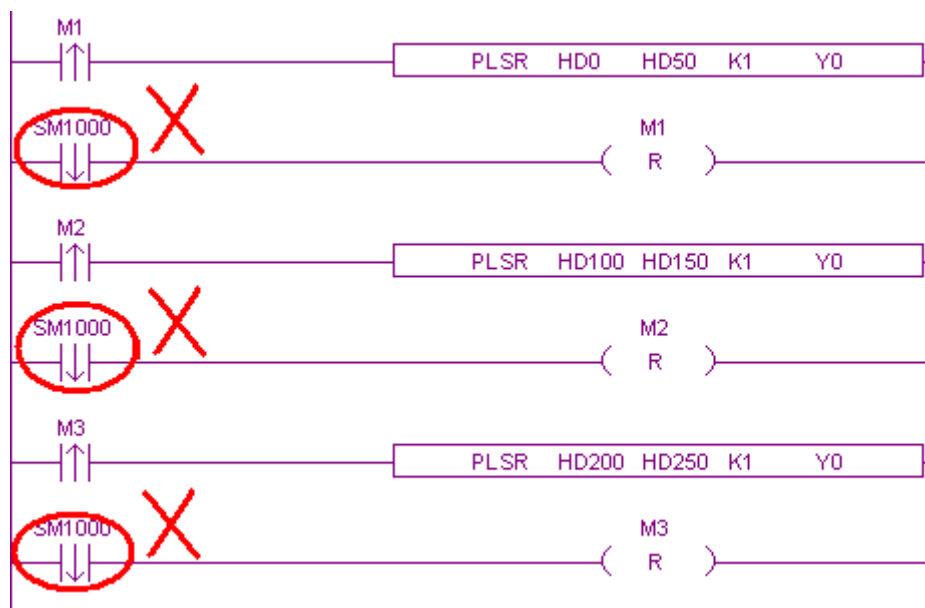 M1
PLSR HD0 HD50 K1 Y0
SM1000
M1
R
M2
PLSR HD100 HD150 K1 Y0
SM1000
M2
R
M3
PLSR HD200 HD250 K1 Y0
SM1000
M3
R